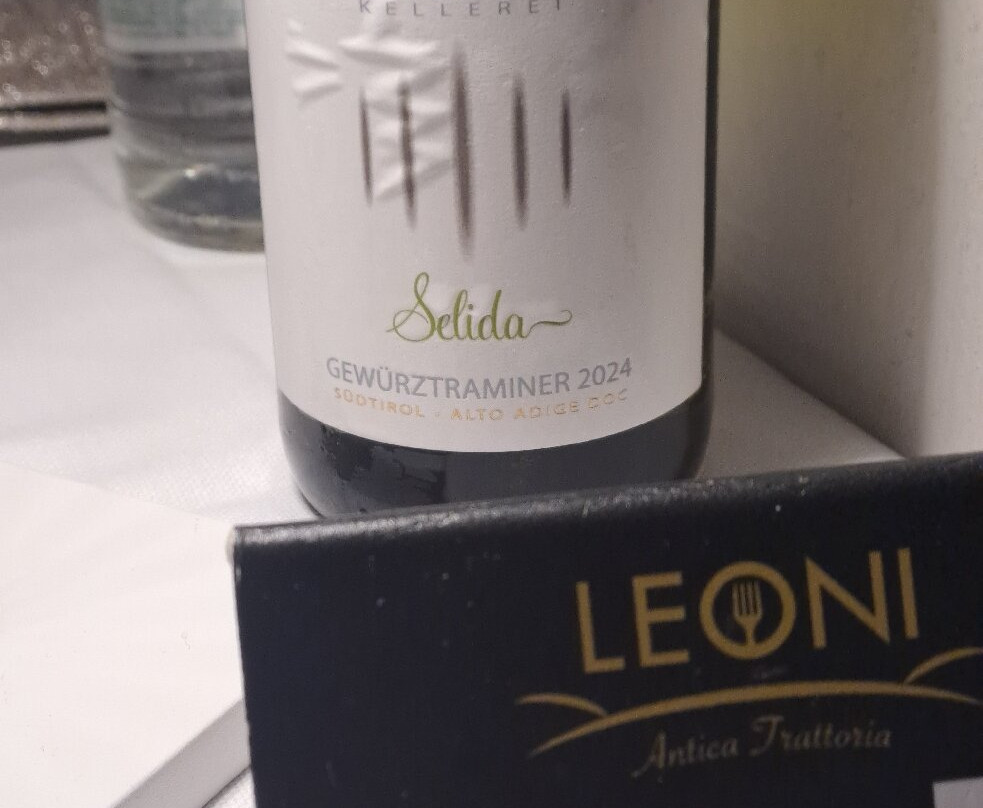 KELLEREI
Selida
GEWÜRZTRAMINER 2024
SÜDTIROL - ALTO ADIGE DOC
LEONI
Antica Trattoria